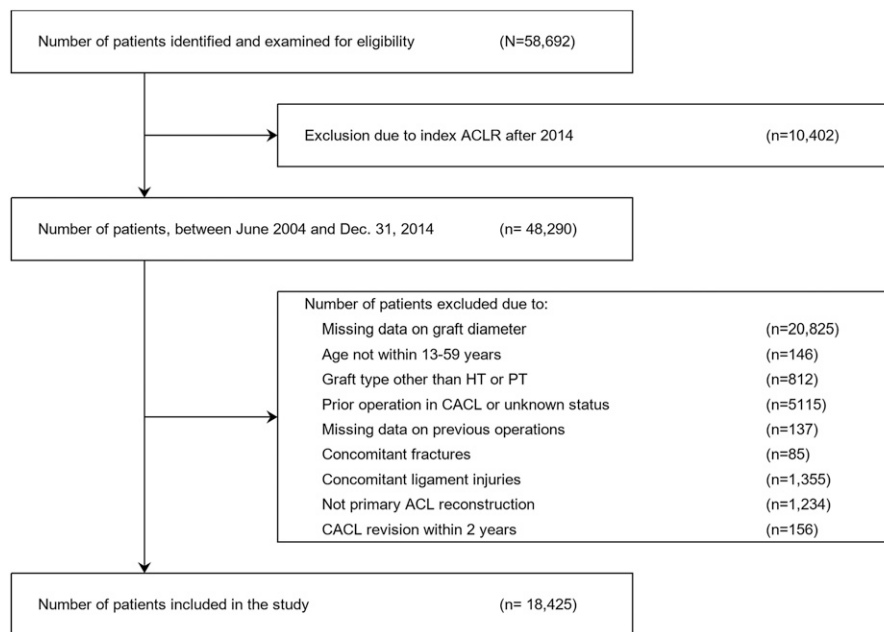 Number of patients identified and examined for eligibility (N=58,692)
Exclusion due to index ACLR after 2014 (n=10,402)
Number of patients, between June 2004 and Dec. 31, 2014 (n= 48,290)
Number of patients excluded due to:
Missing data on graft diameter (n=20,825)
Age not within 13-59 years (n=146)
Graft type other than HT or PT (n=812)
Prior operation in CACL or unknown status (n=5115)
Missing data on previous operations (n=137)
Concomitant fractures (n=85)
Concomitant ligament injuries (n=1,355)
Not primary ACL reconstruction (n=1,234)
CACL revision within 2 years (n=156)
Number of patients included in the study (n= 18,425)